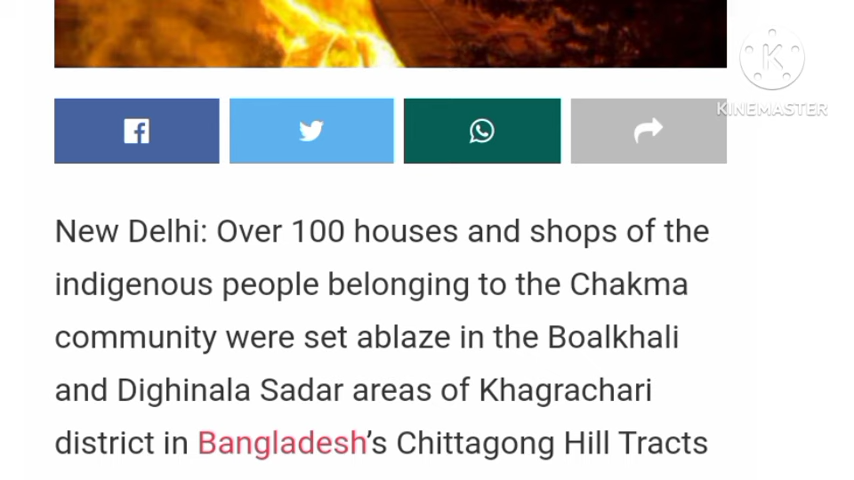 KINEMASTER
New Delhi: Over 100 houses and shops of the
indigenous people belonging to the Chakma
community were set ablaze in the Boalkhali
and Dighinala Sadar areas of Khagrachari
district in Bangladesh's Chittagong Hill Tracts